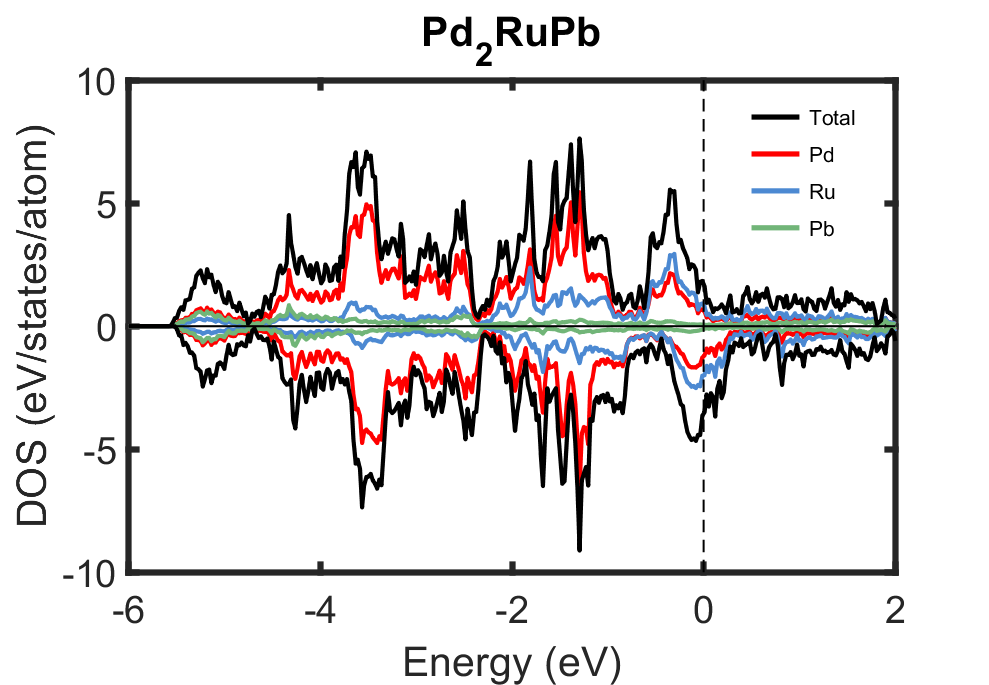 Pd₂RuPb
DOS (eV/states/atom)
10
5
0
-5
-10
Total
Pd
Ru
Pb
-6 -4 -2 0 2
Energy (eV)